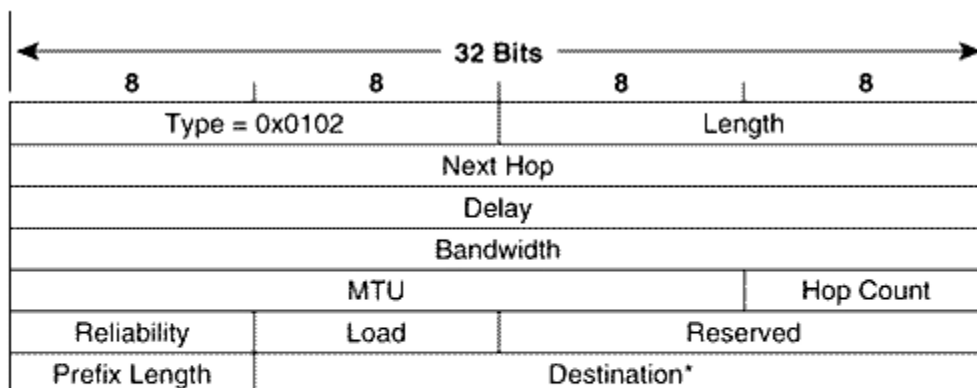 32 Bits
8 8 8 8
Type = 0x0102 Length
Next Hop
Delay
Bandwidth
MTU Hop Count
Reliability Load Reserved
Prefix Length Destination*